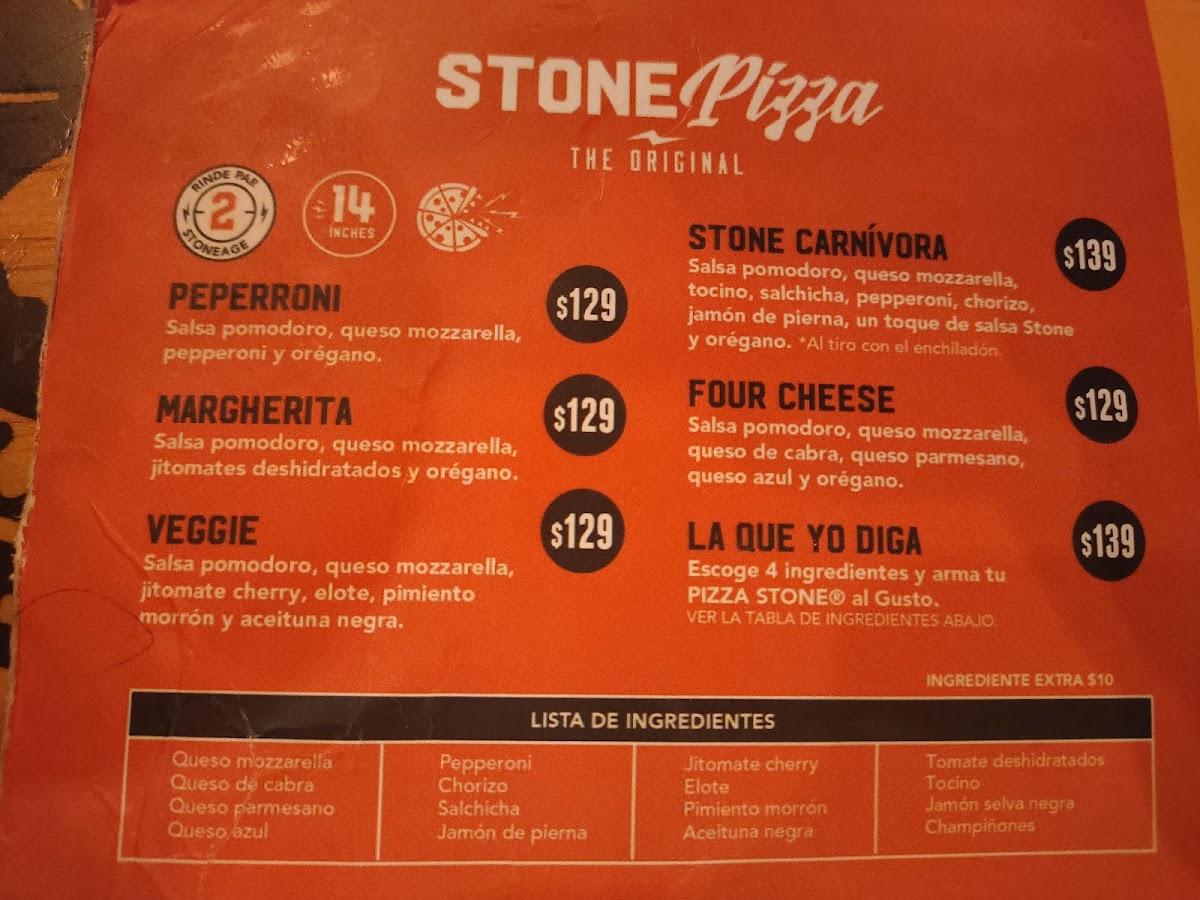 STONE Pizza
THE ORIGINAL
RINDE PAR
2
STONEAGE
14
INCHES
PEPERRONI
$129
Salsa pomodoro, queso mozzarella,
pepperoni y orégano.
MARGHERITA
$129
Salsa pomodoro, queso mozzarella,
jitomates deshidratados y orégano.
VEGGIE
$129
Salsa pomodoro, queso mozzarella,
jitomate cherry, elote, pimiento
morrón y aceituna negra.
STONE CARNÍVORA
$139
Salsa pomodoro, queso mozzarella,
tocino, salchicha, pepperoni, chorizo,
jamón de pierna, un toque de salsa Stone
y orégano. *Al tiro con el enchiladón.
FOUR CHEESE
$129
Salsa pomodoro, queso mozzarella,
queso de cabra, queso parmesano,
queso azul y orégano.
LA QUE YO DIGA
$139
Escoge 4 ingredientes y arma tu
PIZZA STONE® al Gusto.
VER LA TABLA DE INGREDIENTES ABAJO.
INGREDIENTE EXTRA $10
LISTA DE INGREDIENTES
Queso mozzarella
Queso de cabra
Queso parmesano
Queso azul
Pepperoni
Chorizo
Salchicha
Jamón de pierna
Jitomate cherry
Elote
Pimiento morrón
Aceituna negra
Tomate deshidratados
Tocino
Jamón selva negra
Champiñones